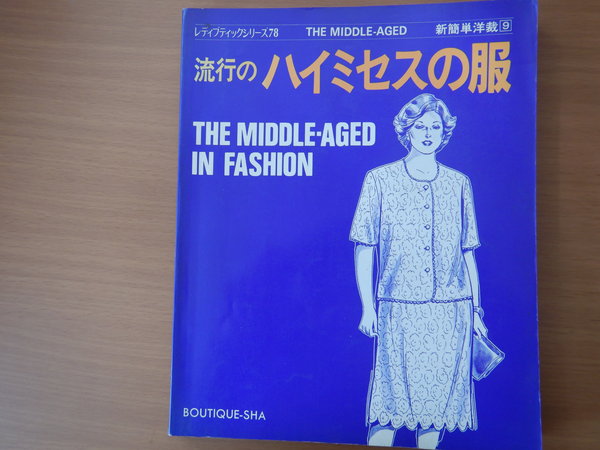 レディブティックシリーズ78 THE MIDDLE-AGED 新簡単洋裁9
流行のハイミセスの服
THE MIDDLE-AGED
IN FASHION
BOUTIQUE-SHA